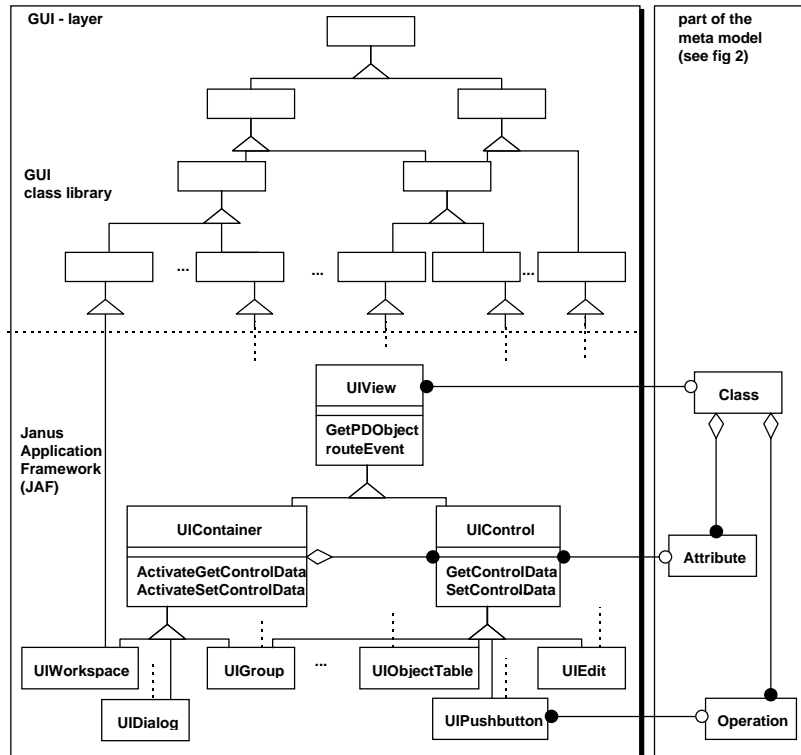 GUI - layer
part of the
meta model
(see fig 2)
GUI
class library
...
...
...
UIView
GetPDObject
routeEvent
Class
Janus
Application
Framework
(JAF)
UIContainer
ActivateGetControlData
ActivateSetControlData
UIControl
GetControlData
SetControlData
Attribute
UIWorkspace
UIGroup
...
UIObjectTable
UIEdit
UIDialog
UIPushbutton
Operation